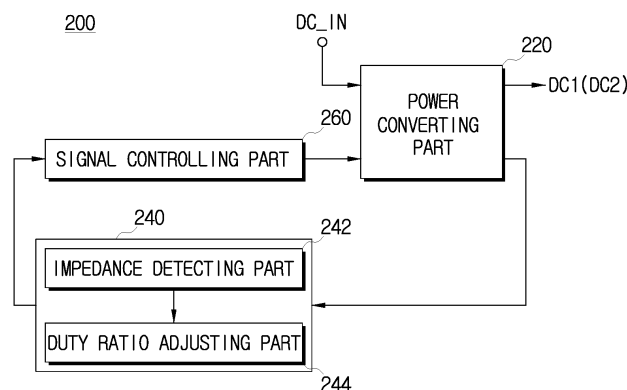 200
DC_IN
220
POWER
CONVERTING
PART
DC1(DC2)
260
SIGNAL CONTROLLING PART
240
242
IMPEDANCE DETECTING PART
DUTY RATIO ADJUSTING PART
244